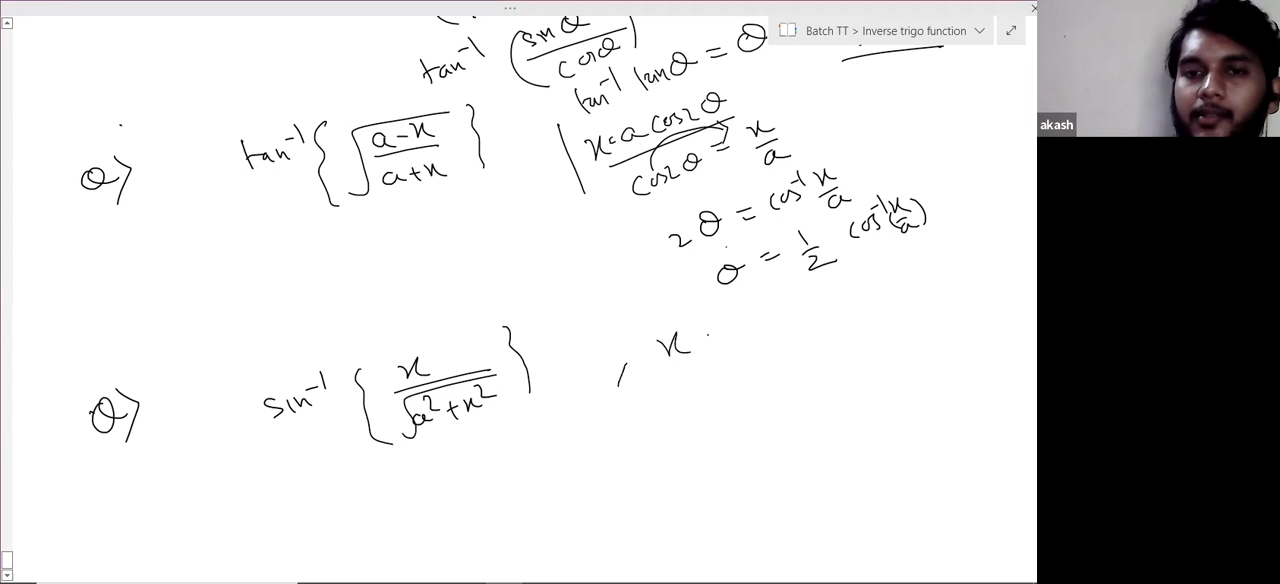 Batch TT > Inverse trigo function
akash
tan⁻¹ (sinθ/cosθ)
tan⁻¹ tanθ = θ
Q> tan⁻¹ {√((a-x)/(a+x))}
x = a cos2θ
cos2θ = x/a
2θ = cos⁻¹ x/a
θ = 1/2 cos⁻¹(x/a)
Q> sin⁻¹ {x/√(a²+x²)} , x